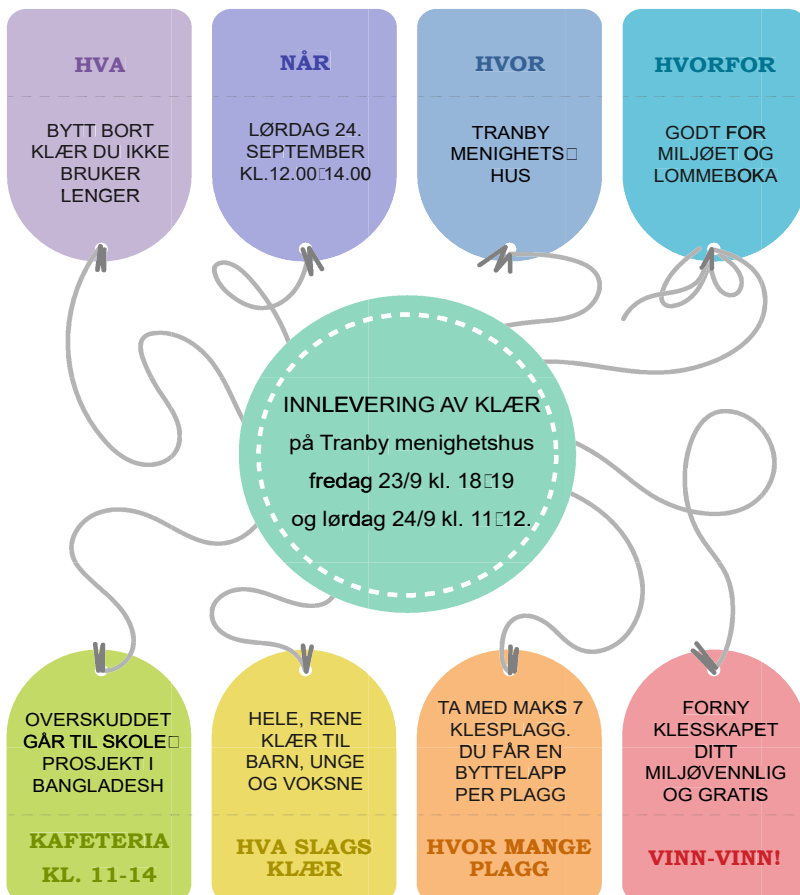 HVA
BYTT BORT
KLÆR DU IKKE
BRUKER
LENGER
NÅR
LØRDAG 24.
SEPTEMBER
KL.12.00□14.00
HVOR
TRANBY
MENIGHETS□
HUS
HVORFOR
GODT FOR
MILJØET OG
LOMMEBOKA
INNLEVERING AV KLÆR
på Tranby menighetshus
fredag 23/9 kl. 18□19
og lørdag 24/9 kl. 11□12.
OVERSKUDDET
GÅR TIL SKOLE□
PROSJEKT I
BANGLADESH
KAFETERIA
KL. 11-14
HELE, RENE
KLÆR TIL
BARN, UNGE
OG VOKSNE
HVA SLAGS
KLÆR
TA MED MAKS 7
KLESPLAGG.
DU FÅR EN
BYTTELAPP
PER PLAGG
HVOR MANGE
PLAGG
FORNY
KLESSKAPET
DITT
MILJØVENNLIG
OG GRATIS
VINN-VINN!